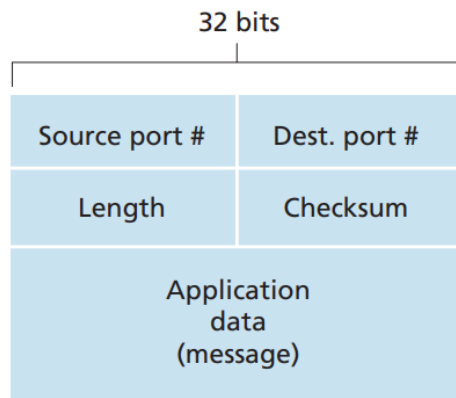 32 bits
Source port #
Dest. port #
Length
Checksum
Application
data
(message)